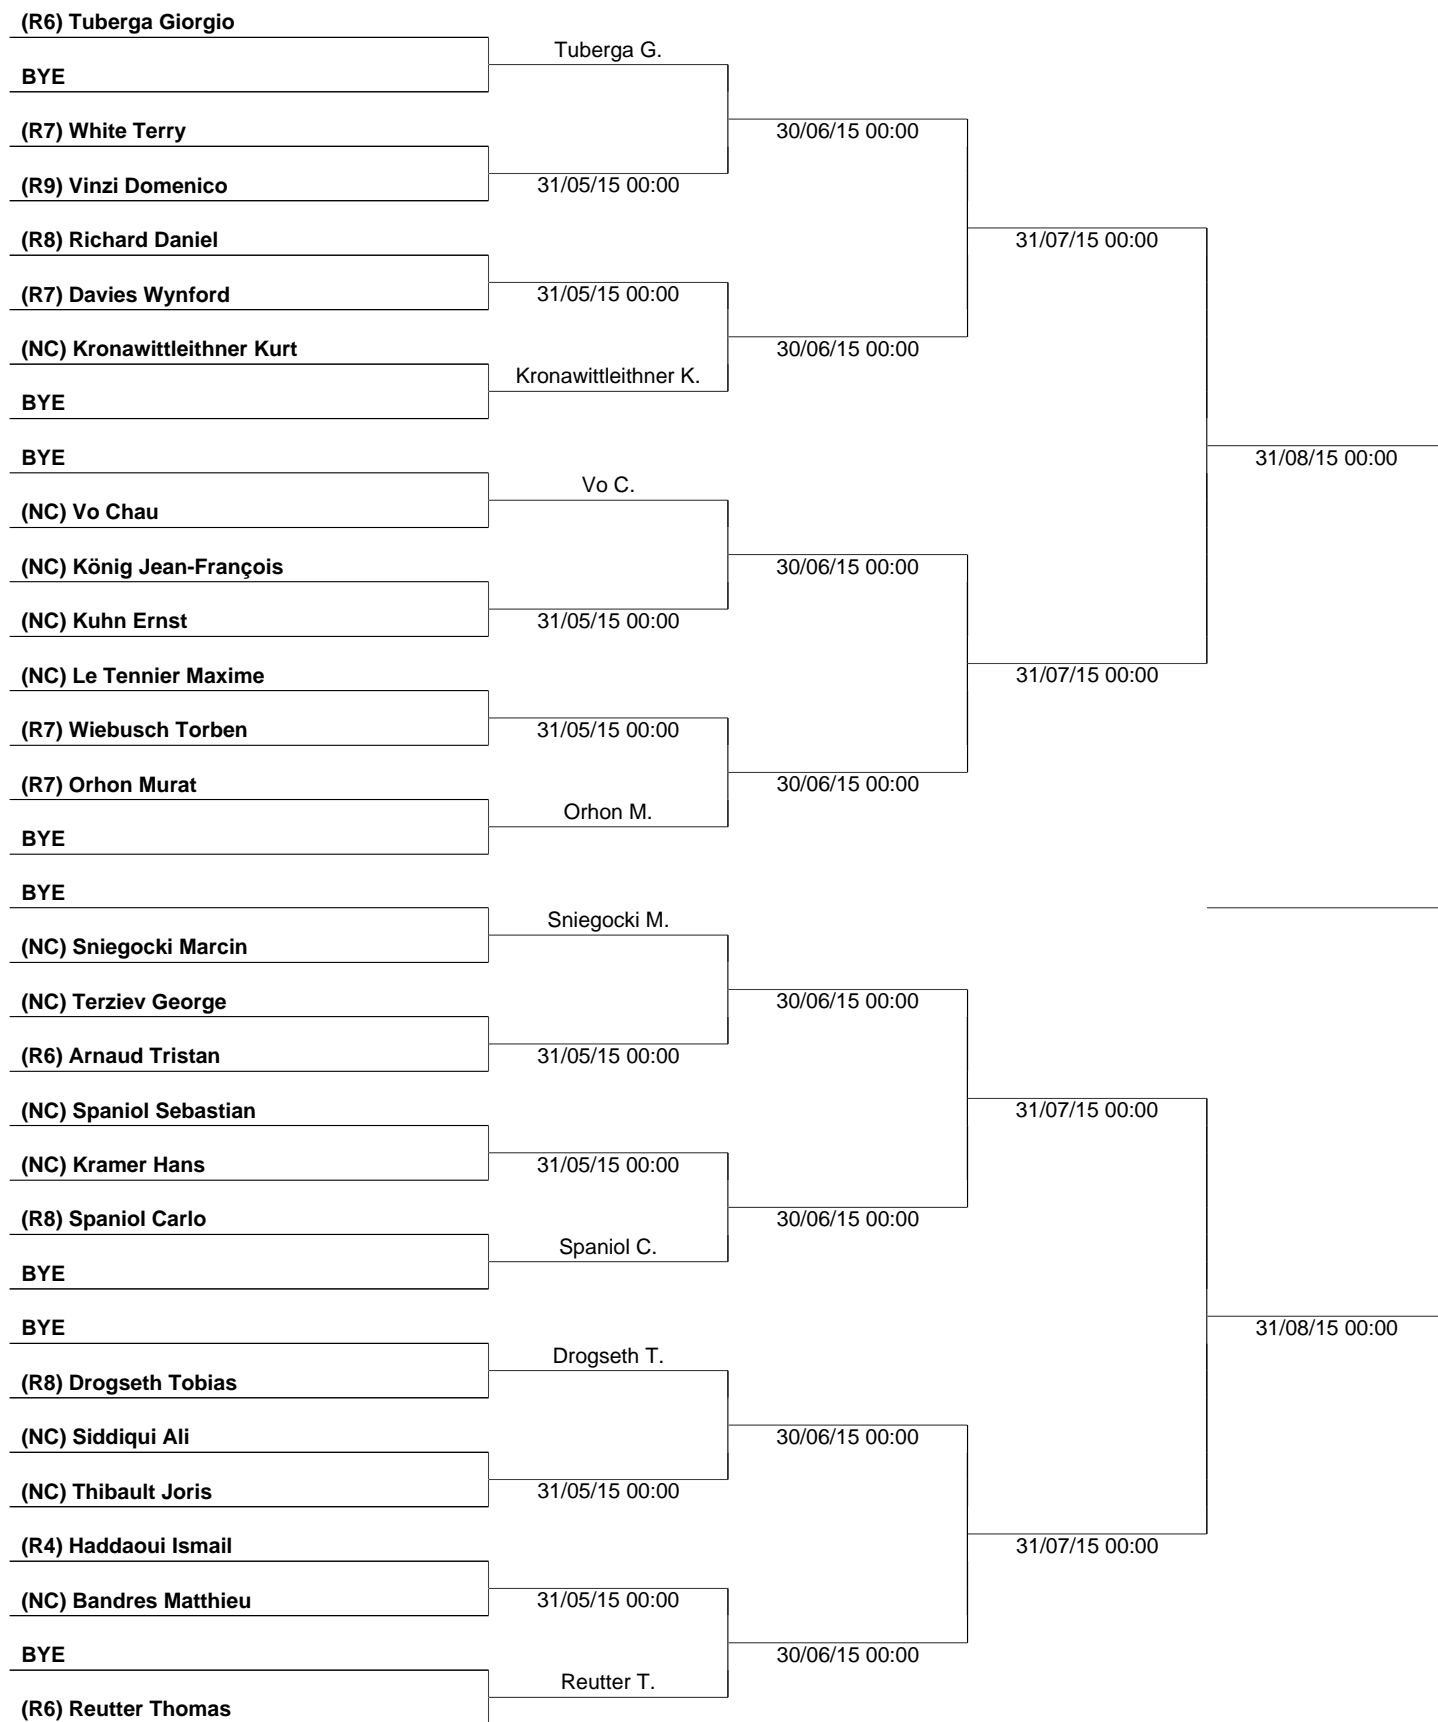 (R6) Tuberga Giorgio
Tuberga G.
BYE
(R7) White Terry
30/06/15 00:00
(R9) Vinzi Domenico
31/05/15 00:00
(R8) Richard Daniel
31/07/15 00:00
(R7) Davies Wynford
31/05/15 00:00
(NC) Kronawittleithner Kurt
30/06/15 00:00
Kronawittleithner K.
BYE
BYE
31/08/15 00:00
Vo C.
(NC) Vo Chau
(NC) König Jean-François
30/06/15 00:00
(NC) Kuhn Ernst
31/05/15 00:00
(NC) Le Tennier Maxime
31/07/15 00:00
(R7) Wiebusch Torben
31/05/15 00:00
(R7) Orhon Murat
30/06/15 00:00
Orhon M.
BYE
BYE
Sniegocki M.
(NC) Sniegocki Marcin
(NC) Terziev George
30/06/15 00:00
(R6) Arnaud Tristan
31/05/15 00:00
(NC) Spaniol Sebastian
31/07/15 00:00
(NC) Kramer Hans
31/05/15 00:00
(R8) Spaniol Carlo
30/06/15 00:00
Spaniol C.
BYE
BYE
31/08/15 00:00
Drogseth T.
(R8) Drogseth Tobias
(NC) Siddiqui Ali
30/06/15 00:00
(NC) Thibault Joris
31/05/15 00:00
(R4) Haddaoui Ismail
31/07/15 00:00
(NC) Bandres Matthieu
31/05/15 00:00
BYE
30/06/15 00:00
Reutter T.
(R6) Reutter Thomas